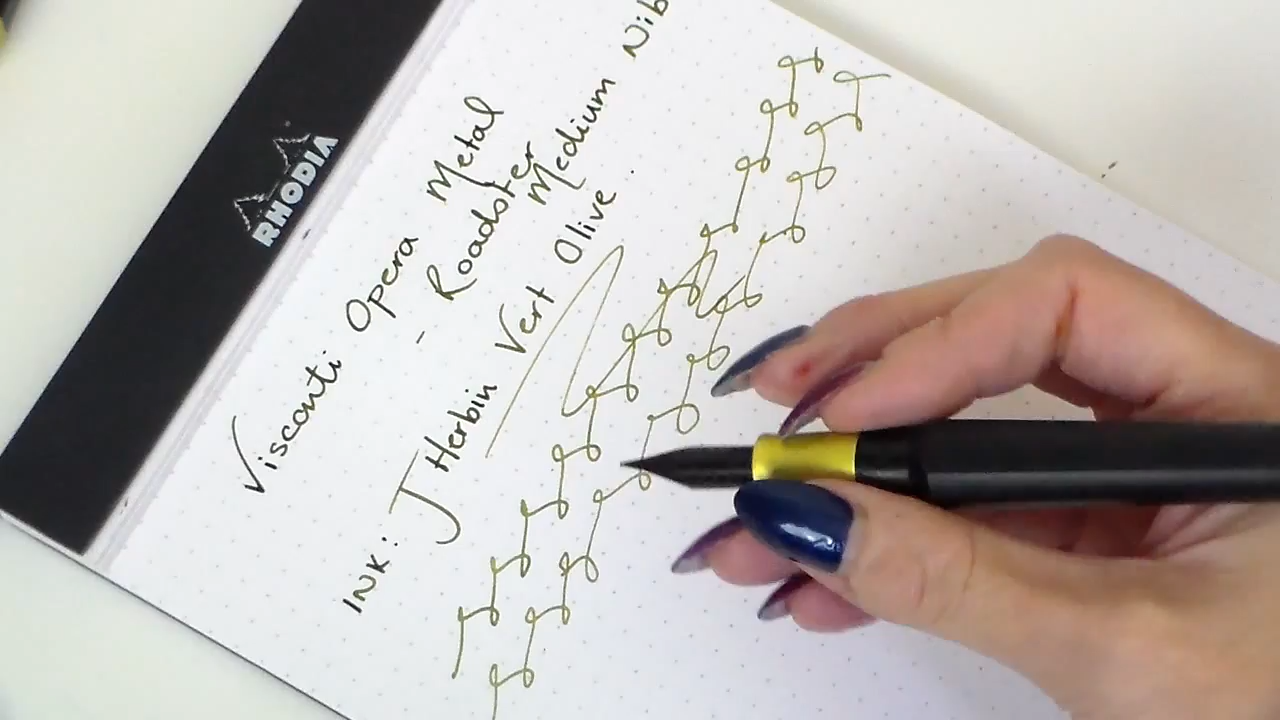 RHODIA
Visconti Opera Metal
- Roadster
Medium Nib
INK: J Herbin Vert Olive.